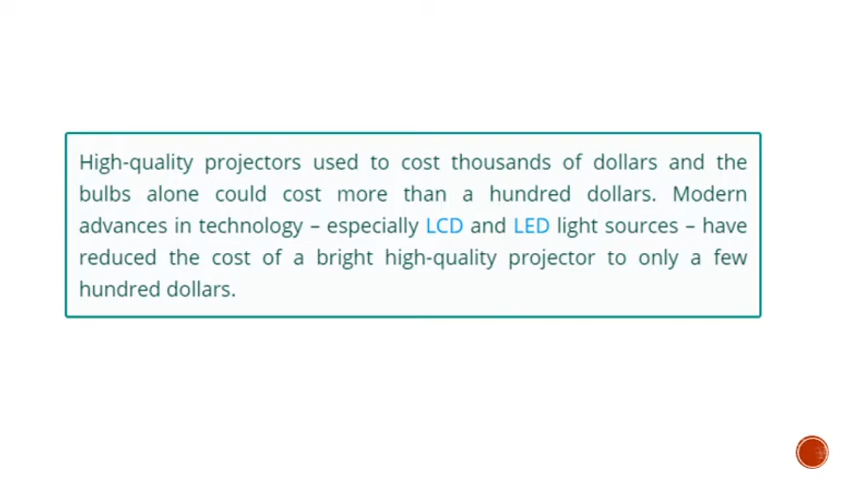 High-quality projectors used to cost thousands of dollars and the
bulbs alone could cost more than a hundred dollars. Modern
advances in technology – especially LCD and LED light sources – have
reduced the cost of a bright high-quality projector to only a few
hundred dollars.